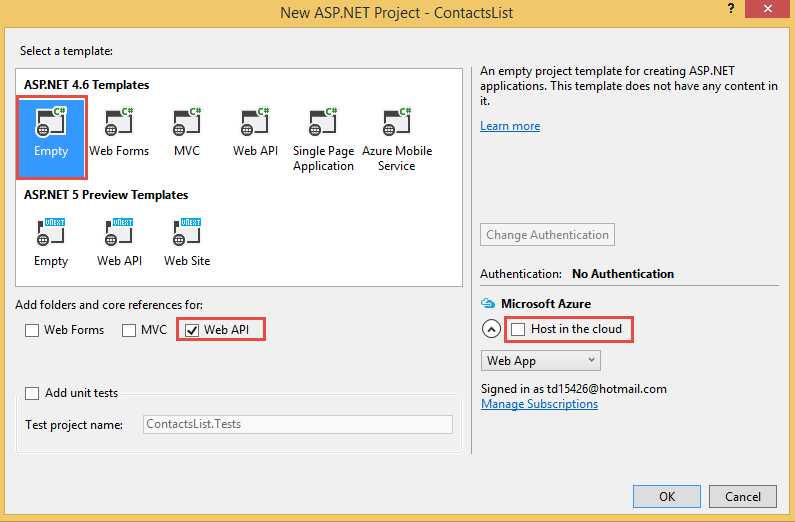 New ASP.NET Project - ContactsList
?
Select a template:
ASP.NET 4.6 Templates
C# C# C# C# C# C#
Empty Web Forms MVC Web API Single Page Application Azure Mobile Service
ASP.NET 5 Preview Templates
VNEXT VNEXT VNEXT
Empty Web API Web Site
An empty project template for creating ASP.NET
applications. This template does not have any content in
it.
Learn more
Change Authentication
Authentication: No Authentication
Add folders and core references for:
Web Forms MVC Web API
Microsoft Azure
Host in the cloud
Web App
Signed in as td15426@hotmail.com
Manage Subscriptions
Add unit tests
Test project name: ContactsList.Tests
OK Cancel